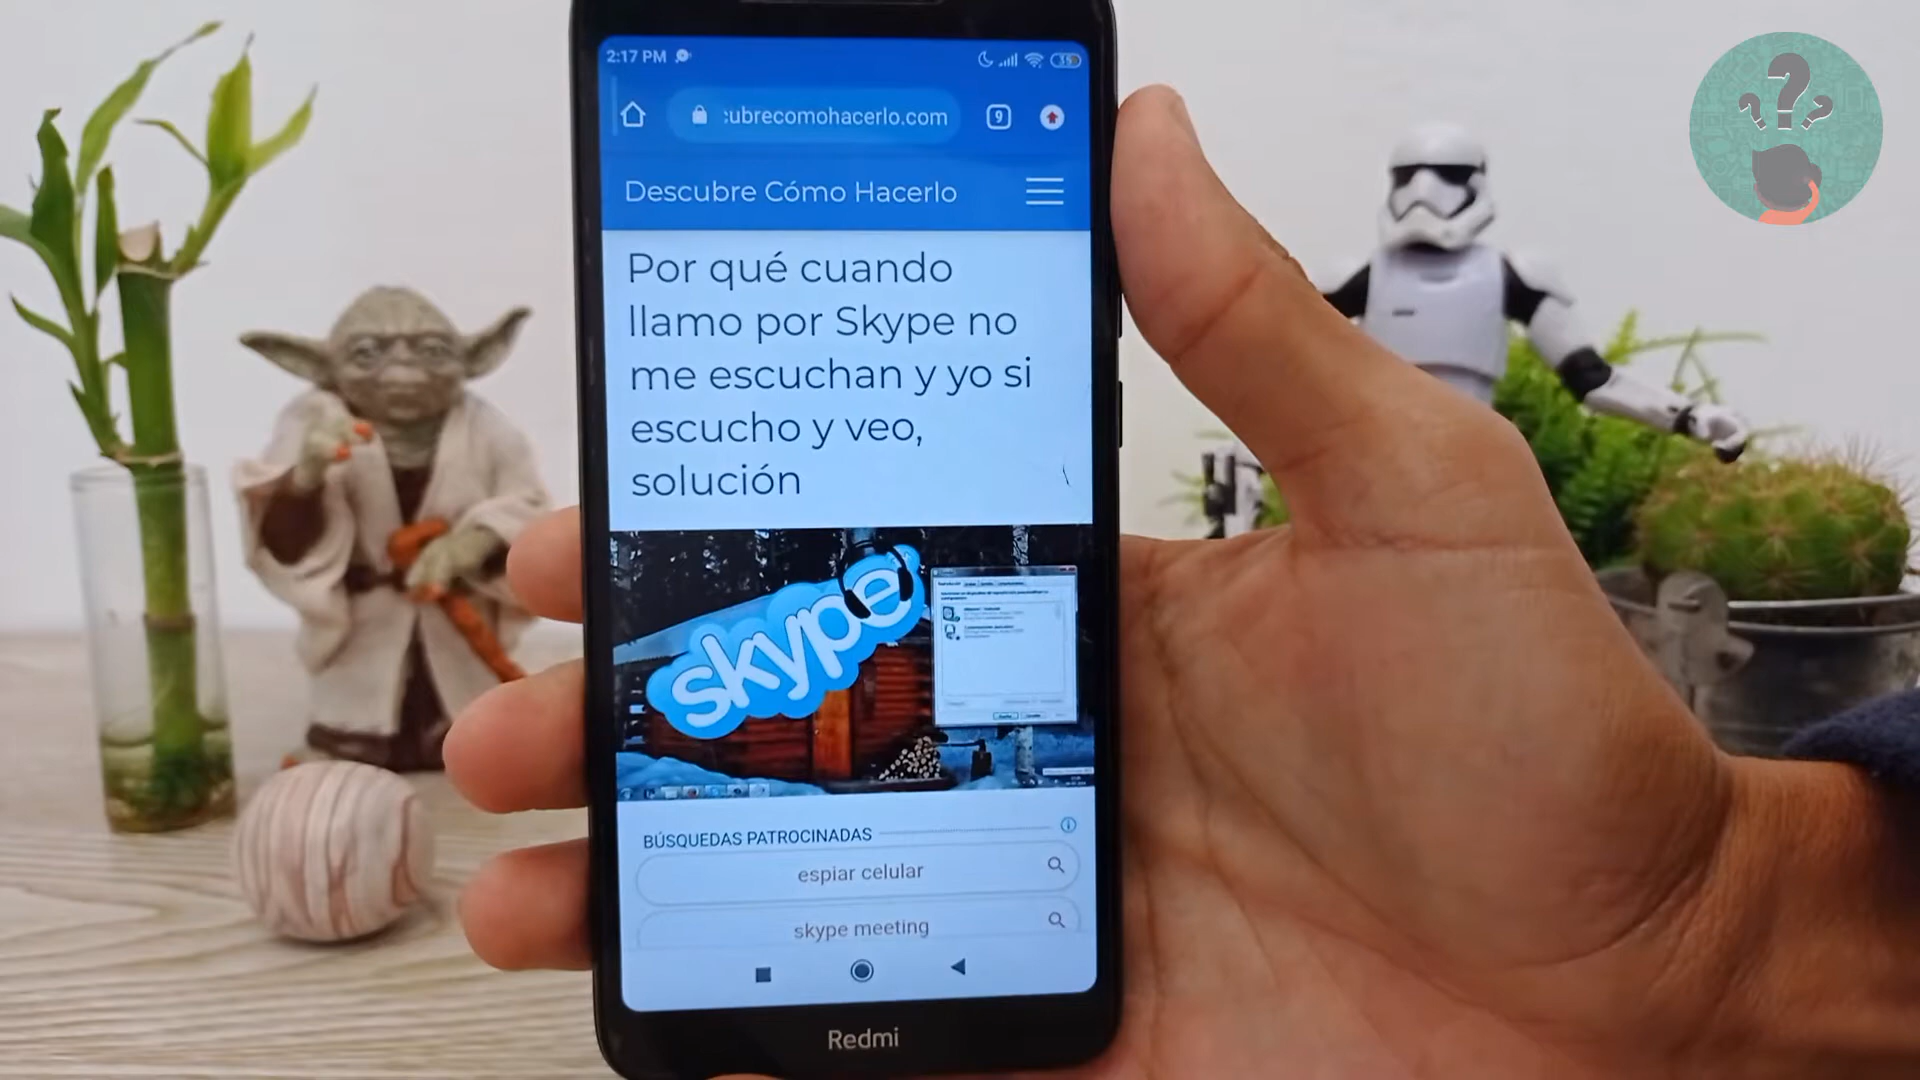 2:17 PM
35
:ubrecomohacerlo.com
9
Descubre Cómo Hacerlo
Por qué cuando
llamo por Skype no
me escuchan y yo si
escucho y veo,
solución
skype
BÚSQUEDAS PATROCINADAS
espiar celular
skype meeting
Redmi